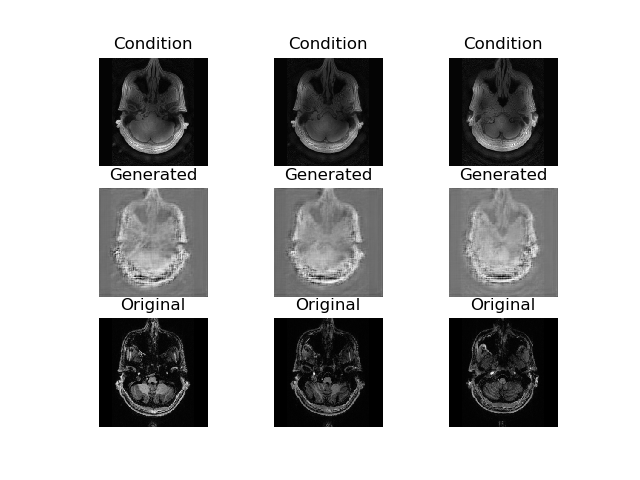 Condition Condition Condition
Generated Generated Generated
Original Original Original